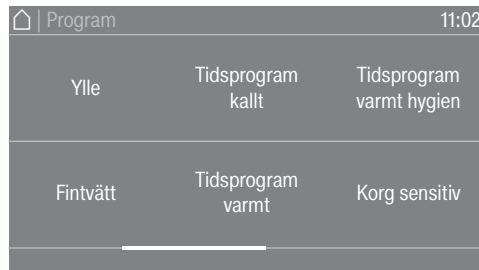 | Program 11:02
Ylle
Tidsprogram
kallt
Tidsprogram
varmt hygien
Fintvätt
Tidsprogram
varmt
Korg sensitiv